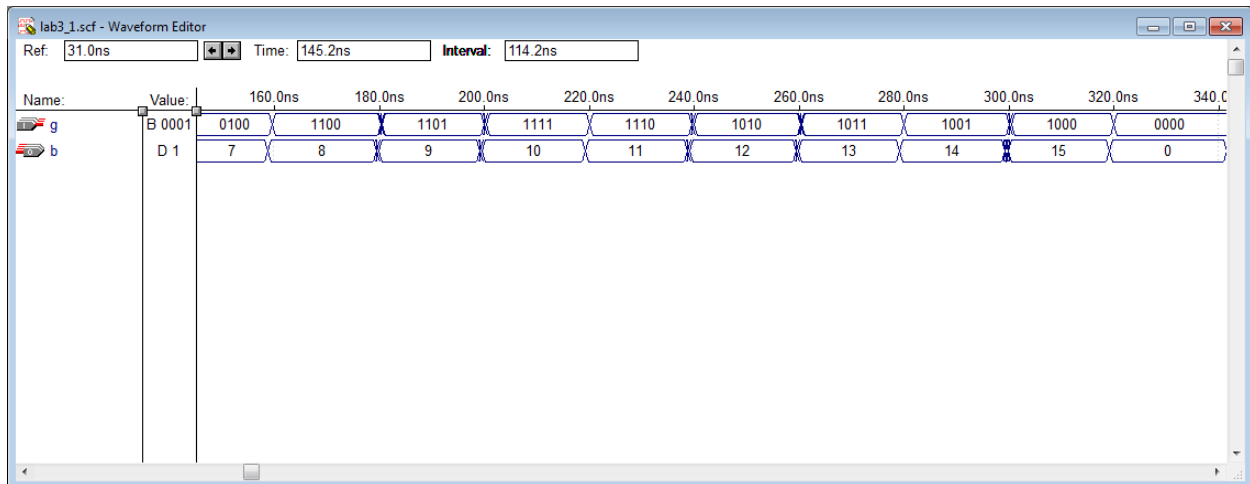 lab3_1.scf - Waveform Editor
Ref: 31.0ns Time: 145.2ns Interval: 114.2ns
Name: Value: 160.0ns 180.0ns 200.0ns 220.0ns 240.0ns 260.0ns 280.0ns 300.0ns 320.0ns 340.0
g B 0001 0100 1100 1101 1111 1110 1010 1011 1001 1000 0000
b D 1 7 8 9 10 11 12 13 14 15 0